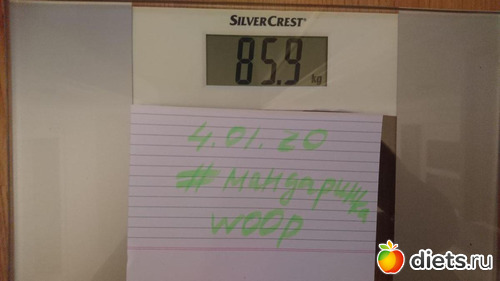 SILVERCREST®
85.9 kg
4.01.20
#мандаринка
woop
diets.ru